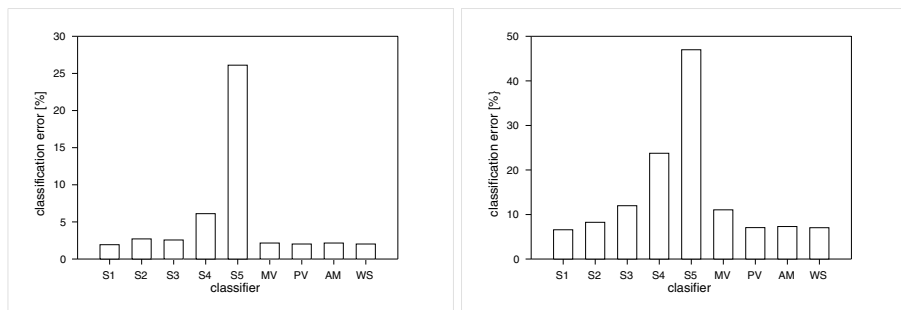 30
25
20
15
10
5
0
classification error [%]
S1 S2 S3 S4 S5 MV PV AM WS
classifier
50
40
30
20
10
0
classification error [%}
S1 S2 S3 S4 S5 MV PV AM WS
clasifier